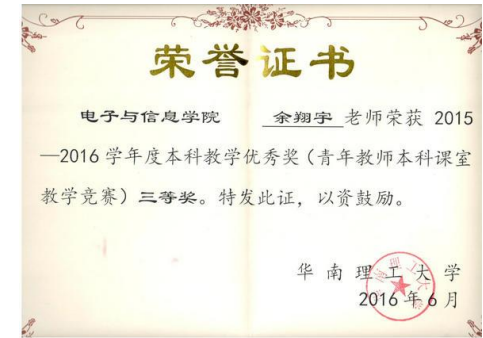 荣誉证书
电子与信息学院 余翔宇 老师荣获 2015
—2016 学年度本科教学优秀奖（青年教师本科课室
教学竞赛）三等奖。特发此证，以资鼓励。
华南理工大学
2016年6月